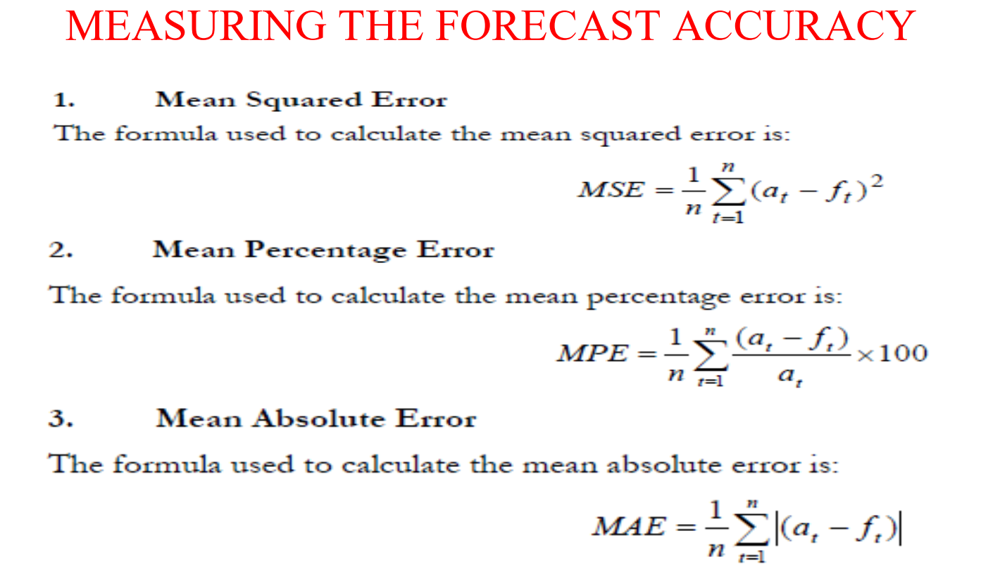 MEASURING THE FORECAST ACCURACY
1. Mean Squared Error
The formula used to calculate the mean squared error is:
MSE = \frac{1}{n} \sum_{t=1}^{n} (a_t - f_t)^2
2. Mean Percentage Error
The formula used to calculate the mean percentage error is:
MPE = \frac{1}{n} \sum_{t=1}^{n} \frac{(a_t - f_t)}{a_t} \times 100
3. Mean Absolute Error
The formula used to calculate the mean absolute error is:
MAE = \frac{1}{n} \sum_{t=1}^{n} |(a_t - f_t)|